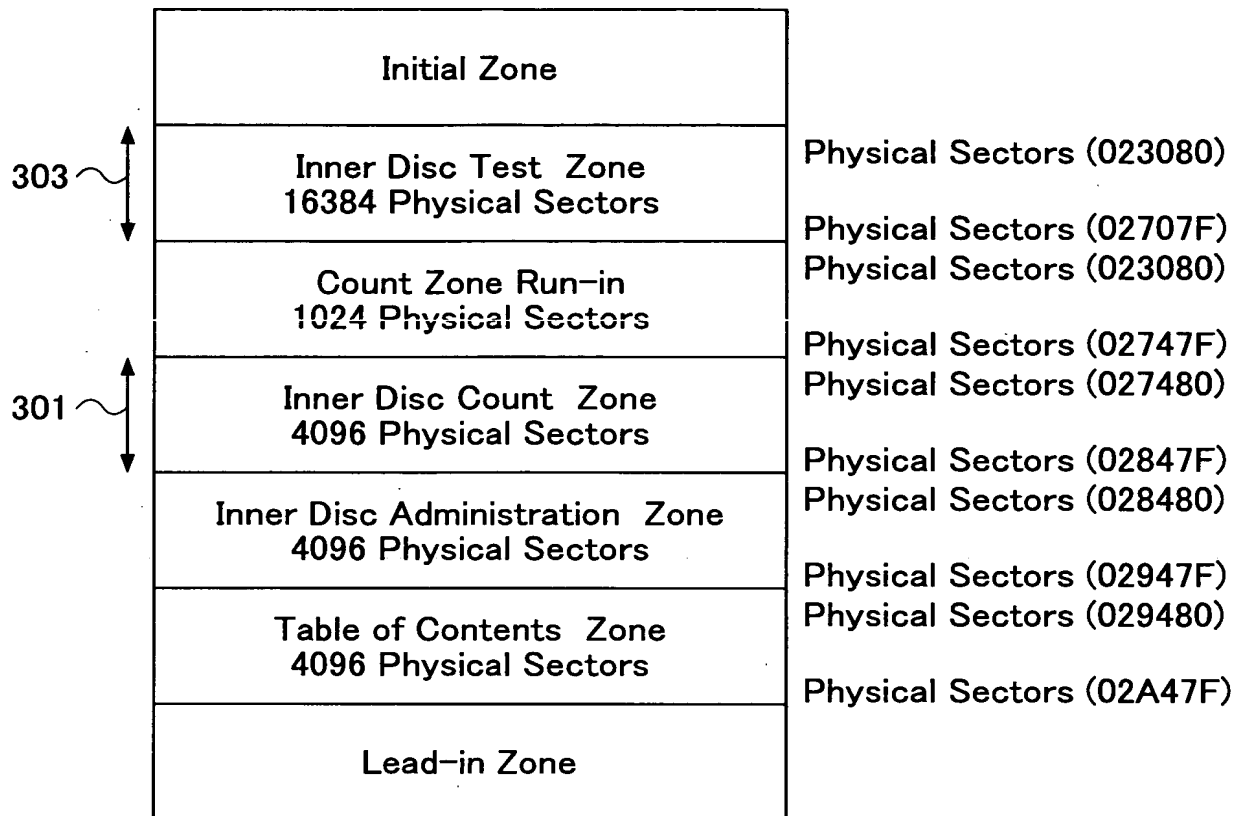 Initial Zone
303
Inner Disc Test Zone
16384 Physical Sectors
Physical Sectors (023080)
Physical Sectors (02707F)
Count Zone Run-in
1024 Physical Sectors
Physical Sectors (023080)
Physical Sectors (02747F)
301
Inner Disc Count Zone
4096 Physical Sectors
Physical Sectors (027480)
Physical Sectors (02847F)
Inner Disc Administration Zone
4096 Physical Sectors
Physical Sectors (028480)
Physical Sectors (02947F)
Table of Contents Zone
4096 Physical Sectors
Physical Sectors (029480)
Physical Sectors (02A47F)
Lead-in Zone